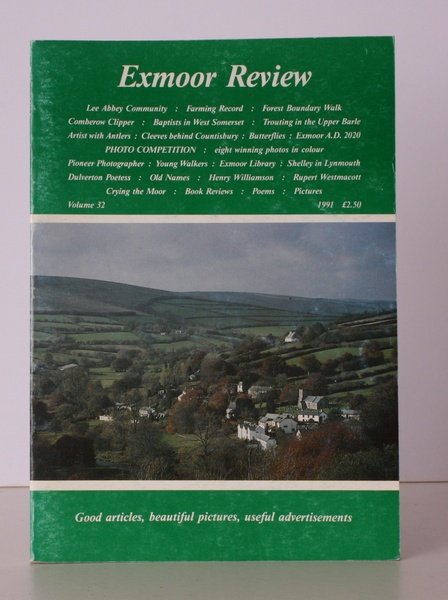 Exmoor Review
Lee Abbey Community : Farming Record : Forest Boundary Walk
Comberow Clipper : Baptists in West Somerset : Trouting in the Upper Barle
Artist with Antlers : Cleeves behind Countisbury : Butterflies : Exmoor A.D. 2020
PHOTO COMPETITION : eight winning photos in colour
Pioneer Photographer : Young Walkers : Exmoor Library : Shelley in Lynmouth
Dulverton Poetess : Old Names : Henry Williamson : Rupert Westmacott
Crying the Moor : Book Reviews : Poems : Pictures
Volume 32 1991 £2.50
Good articles, beautiful pictures, useful advertisements